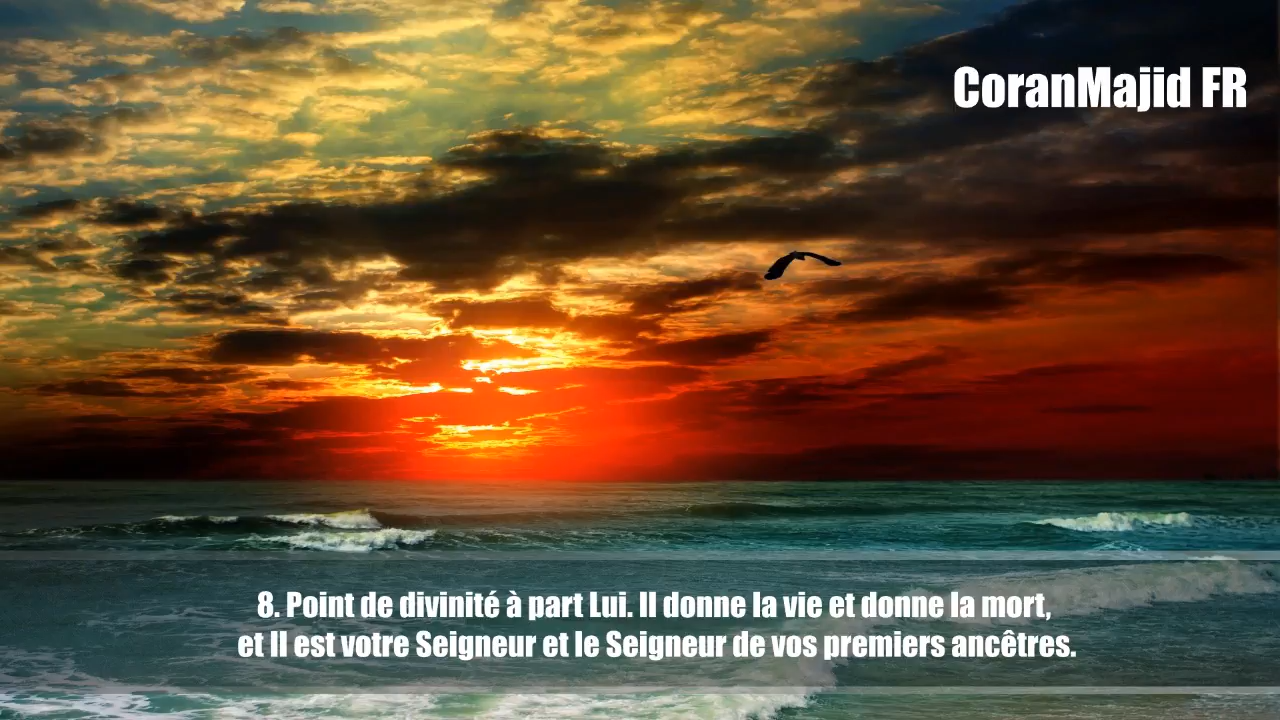 CoranMajid FR
8. Point de divinité à part Lui. Il donne la vie et donne la mort,
et Il est votre Seigneur et le Seigneur de vos premiers ancêtres.